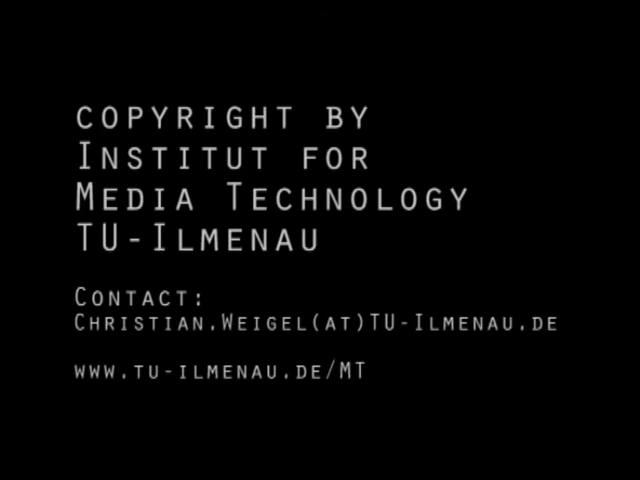 COPYRIGHT BY
INSTITUT FOR
MEDIA TECHNOLOGY
TU-ILMENAU
CONTACT:
CHRISTIAN.WEIGEL(AT)TU-ILMENAU.DE
WWW.TU-ILMENAU.DE/MT